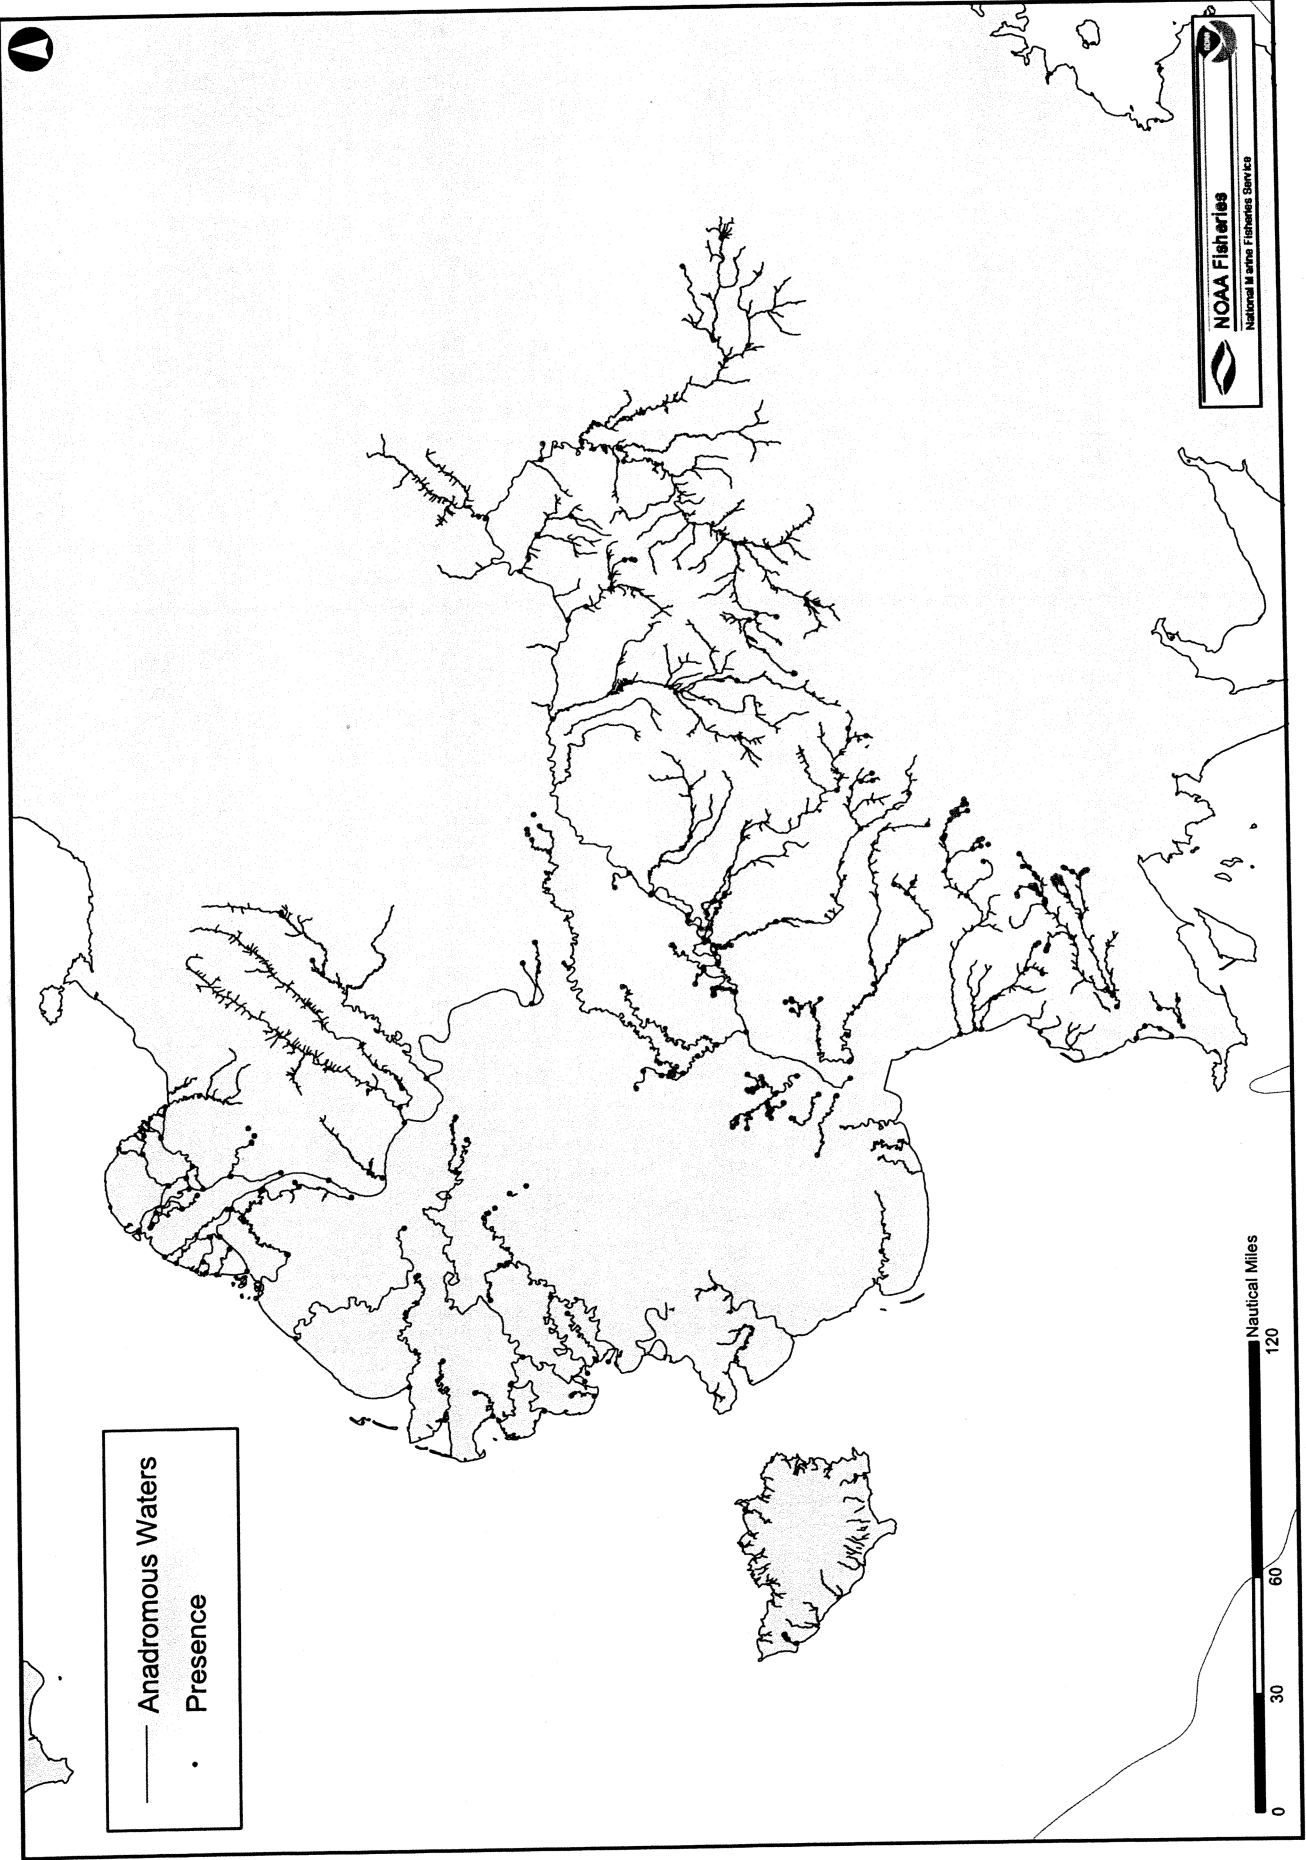 Anadromous Waters
Presence
NOAA Fisheries
National Marine Fisheries Service
Nautical Miles
0 30 60 120